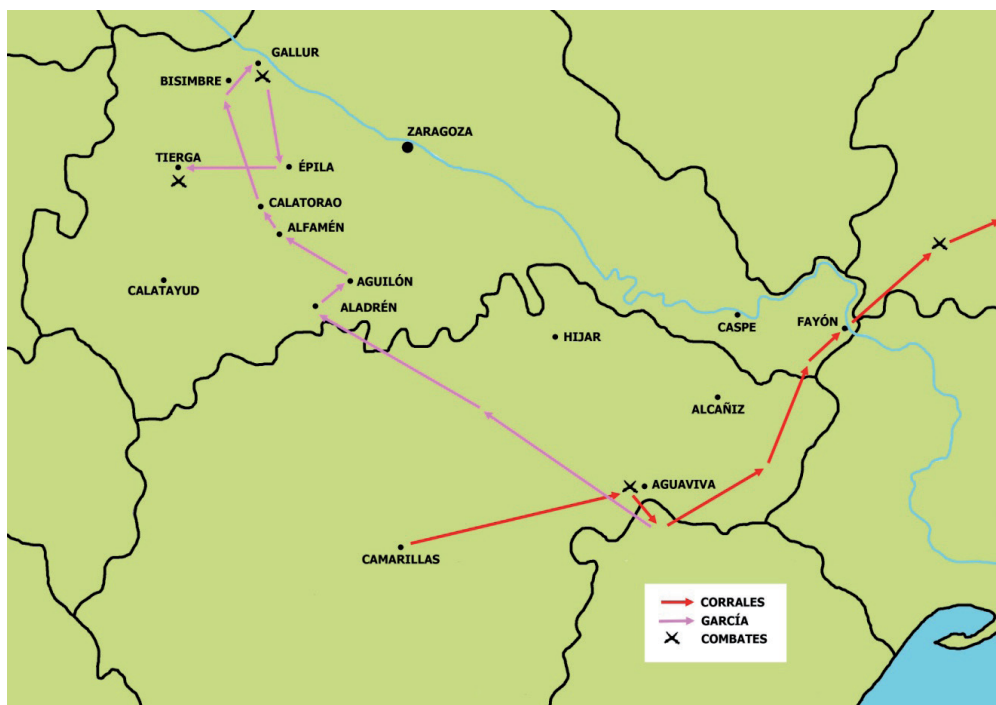 GALLUR
BISIMBRE
ZARAGOZA
TIERGA
ÉPILA
CALATORAO
ALFAMÉN
CALATAYUD
AGUILÓN
ALADRÉN
HIJAR
CASPE
FAYÓN
ALCAÑIZ
AGUAVIVA
CAMARILLAS
CORRALES
GARCÍA
COMBATES